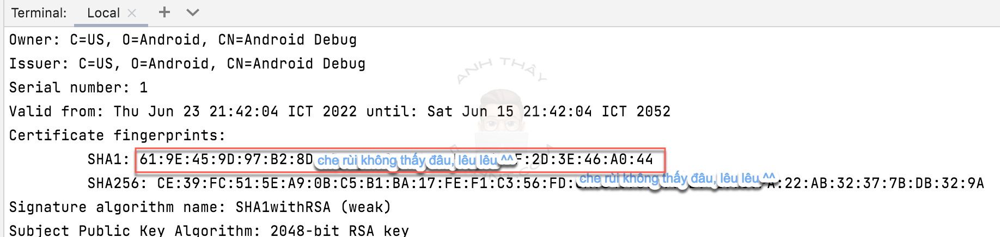 Terminal: Local × + ∨
Owner: C=US, O=Android, CN=Android Debug
Issuer: C=US, O=Android, CN=Android Debug
ANH THẦY
Serial number: 1
Valid from: Thu Jun 23 21:42:04 ICT 2022 until: Sat Jun 15 21:42:04 ICT 2052
Certificate fingerprints:
SHA1: 61:9E:45:9D:97:B2:8D che rùi không thấy đâu, lêu lêu ^^ F:2D:3E:46:A0:44
SHA256: CE:39:FC:51:5E:A9:0B:C5:B1:BA:17:FE:F1:C3:56:FD: che rùi không thấy đâu, lêu lêu ^^ A:22:AB:32:37:7B:DB:32:9A
Signature algorithm name: SHA1withRSA (weak)
Subject Public Key Algorithm: 2048-bit RSA key